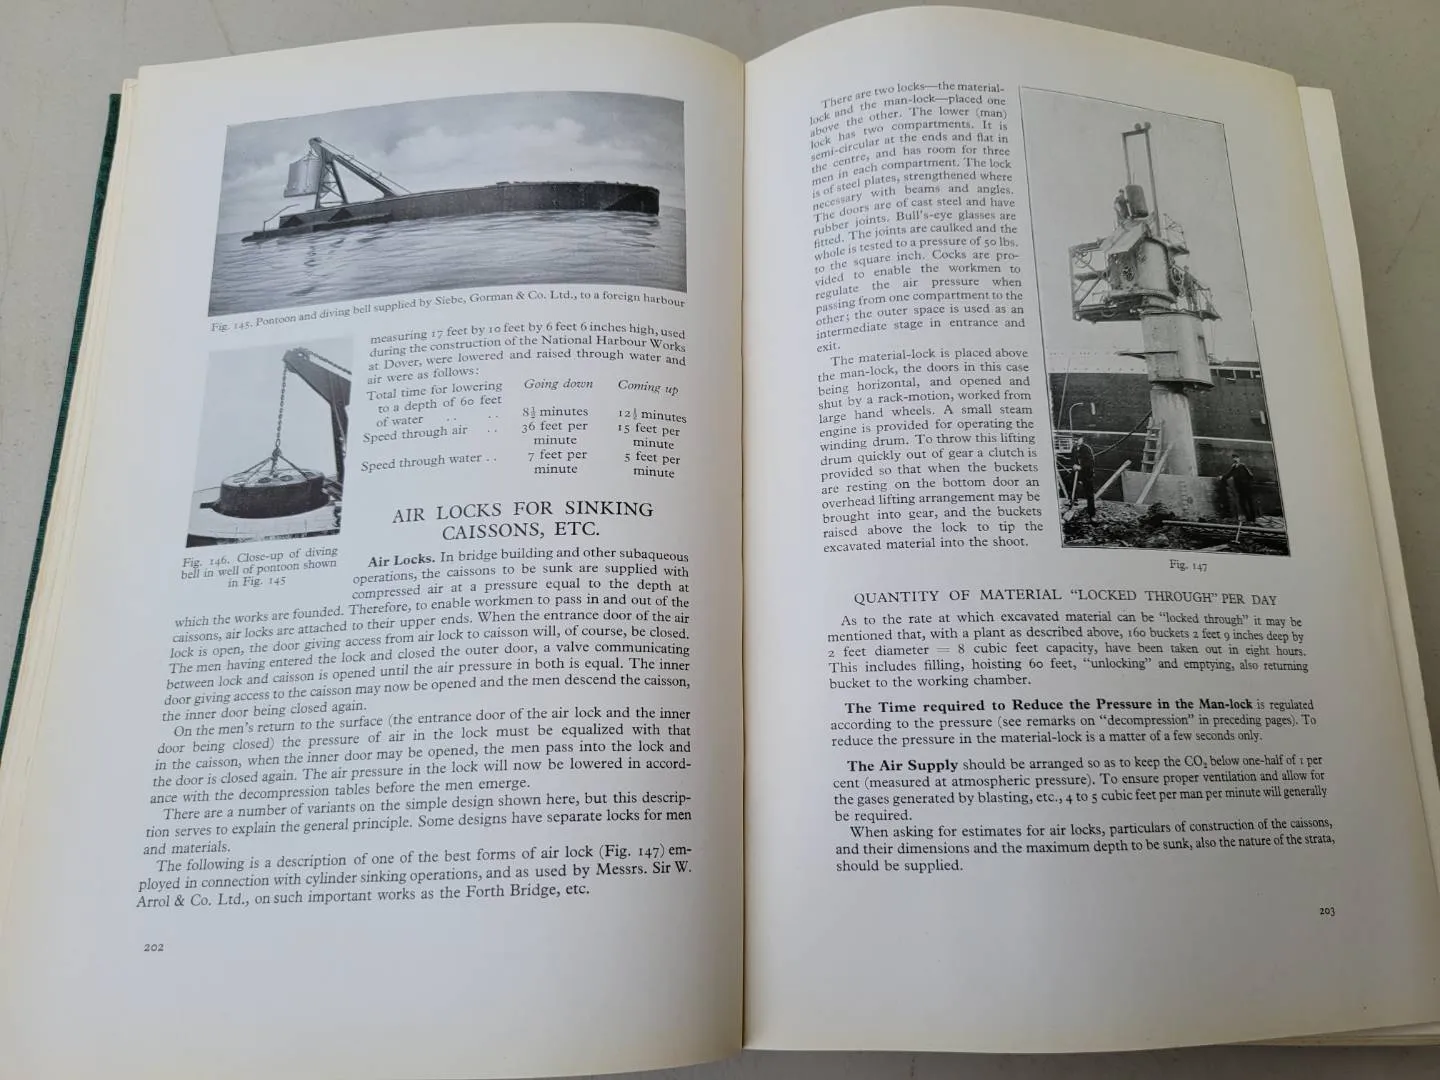 Fig. 145. Pontoon and diving bell supplied by Siebe, Gorman & Co. Ltd., to a foreign harbour
measuring 17 feet by 10 feet by 6 feet 6 inches high, used
during the construction of the National Harbour Works
at Dover, were lowered and raised through water and
air were as follows:
Going down Coming up
Total time for lowering
to a depth of 60 feet
of water . . . . 8½ minutes 12½ minutes
Speed through air . . 36 feet per 15 feet per
minute minute
Speed through water . . 7 feet per 5 feet per
minute minute
Fig. 146. Close-up of diving
bell in well of pontoon shown
in Fig. 145
AIR LOCKS FOR SINKING
CAISSONS, ETC.
Air Locks. In bridge building and other subaqueous
operations, the caissons to be sunk are supplied with
compressed air at a pressure equal to the depth at
which the works are founded. Therefore, to enable workmen to pass in and out of the
caissons, air locks are attached to their upper ends. When the entrance door of the air
lock is open, the door giving access from air lock to caisson will, of course, be closed.
The men having entered the lock and closed the outer door, a valve communicating
between lock and caisson is opened until the air pressure in both is equal. The inner
door giving access to the caisson may now be opened and the men descend the caisson,
the inner door being closed again.
On the men's return to the surface (the entrance door of the air lock and the inner
door being closed) the pressure of air in the lock must be equalized with that
in the caisson, when the inner door may be opened, the men pass into the lock and
the door is closed again. The air pressure in the lock will now be lowered in accord-
ance with the decompression tables before the men emerge.
There are a number of variants on the simple design shown here, but this descrip-
tion serves to explain the general principle. Some designs have separate locks for men
and materials.
The following is a description of one of the best forms of air lock (Fig. 147) em-
ployed in connection with cylinder sinking operations, and as used by Messrs. Sir W.
Arrol & Co. Ltd., on such important works as the Forth Bridge, etc.
202
There are two locks—the material-
lock and the man-lock—placed one
above the other. The lower (man)
lock has two compartments. It is
semi-circular at the ends and flat in
the centre, and has room for three
men in each compartment. The lock
is of steel plates, strengthened where
necessary with beams and angles.
The doors are of cast steel and have
rubber joints. Bull's-eye glasses are
fitted. The joints are caulked and the
whole is tested to a pressure of 50 lbs.
to the square inch. Cocks are pro-
vided to enable the workmen to
regulate the air pressure when
passing from one compartment to the
other; the outer space is used as an
intermediate stage in entrance and
exit.
The material-lock is placed above
the man-lock, the doors in this case
being horizontal, and opened and
shut by a rack-motion, worked from
large hand wheels. A small steam
engine is provided for operating the
winding drum. To throw this lifting
drum quickly out of gear a clutch is
provided so that when the buckets
are resting on the bottom door an
overhead lifting arrangement may be
brought into gear, and the buckets
raised above the lock to tip the
excavated material into the shoot.
Fig. 147
QUANTITY OF MATERIAL "LOCKED THROUGH" PER DAY
As to the rate at which excavated material can be "locked through" it may be
mentioned that, with a plant as described above, 160 buckets 2 feet 9 inches deep by
2 feet diameter = 8 cubic feet capacity, have been taken out in eight hours.
This includes filling, hoisting 60 feet, "unlocking" and emptying, also returning
bucket to the working chamber.
The Time required to Reduce the Pressure in the Man-lock is regulated
according to the pressure (see remarks on "decompression" in preceding pages). To
reduce the pressure in the material-lock is a matter of a few seconds only.
The Air Supply should be arranged so as to keep the CO₂ below one-half of 1 per
cent (measured at atmospheric pressure). To ensure proper ventilation and allow for
the gases generated by blasting, etc., 4 to 5 cubic feet per man per minute will generally
be required.
When asking for estimates for air locks, particulars of construction of the caissons,
and their dimensions and the maximum depth to be sunk, also the nature of the strata,
should be supplied.
203